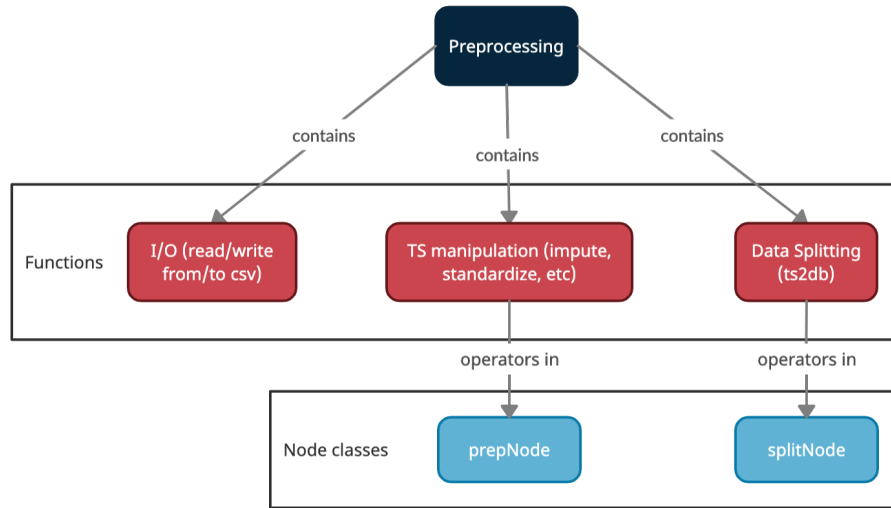 Preprocessing
contains
contains
contains
Functions
I/O (read/write
from/to csv)
TS manipulation (impute,
standardize, etc)
Data Splitting
(ts2db)
operators in
operators in
Node classes
prepNode
splitNode